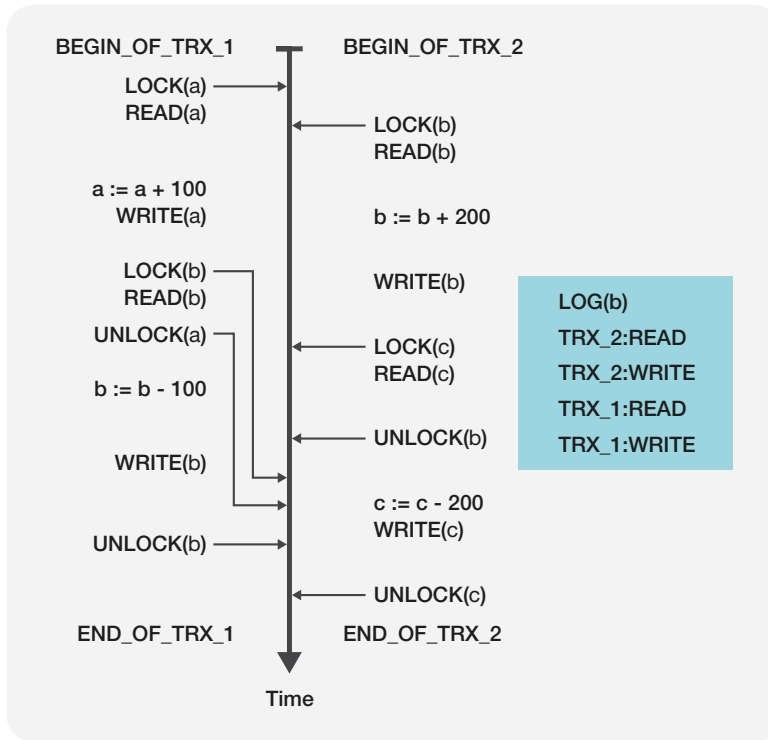 BEGIN_OF_TRX_1
LOCK(a)
READ(a)
a := a + 100
WRITE(a)
LOCK(b)
READ(b)
UNLOCK(a)
b := b - 100
WRITE(b)
UNLOCK(b)
END_OF_TRX_1
BEGIN_OF_TRX_2
LOCK(b)
READ(b)
b := b + 200
WRITE(b)
LOCK(c)
READ(c)
UNLOCK(b)
c := c - 200
WRITE(c)
UNLOCK(c)
END_OF_TRX_2
Time
LOG(b)
TRX_2:READ
TRX_2:WRITE
TRX_1:READ
TRX_1:WRITE